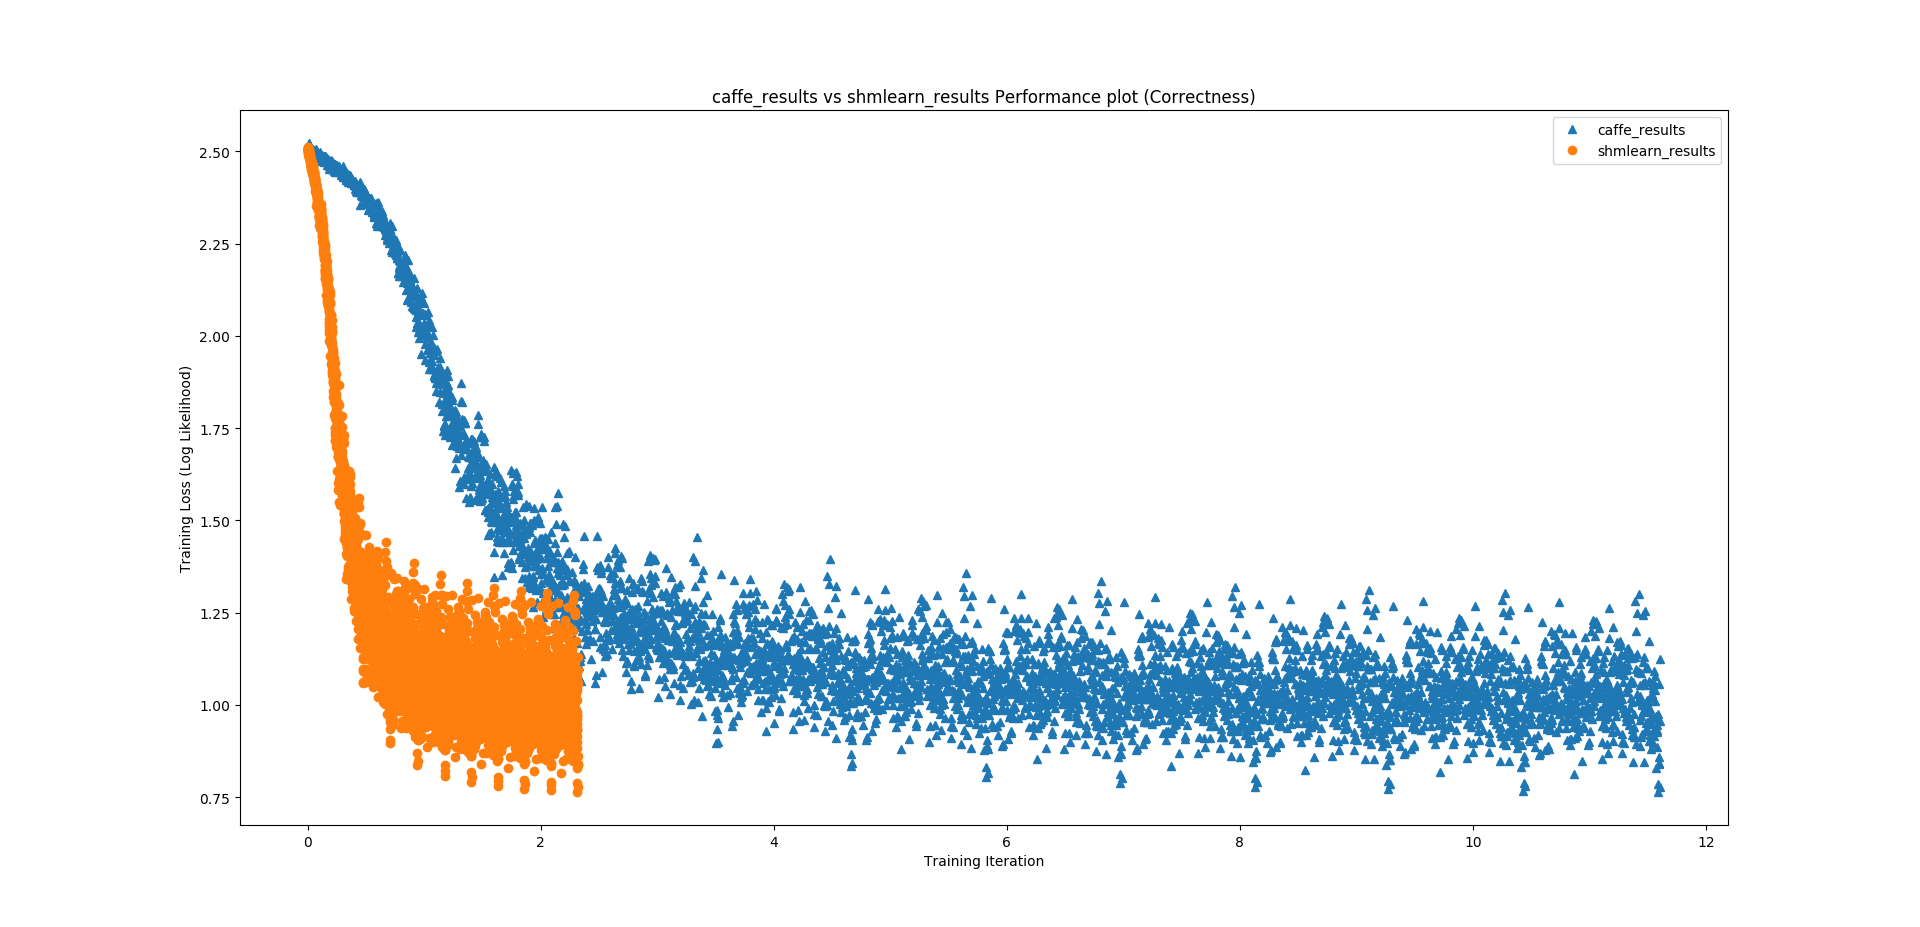 caffe_results vs shmlearn_results Performance plot (Correctness)
caffe_results
shmlearn_results
Training Loss (Log Likelihood)
2.50
2.25
2.00
1.75
1.50
1.25
1.00
0.75
0 2 4 6 8 10 12
Training Iteration